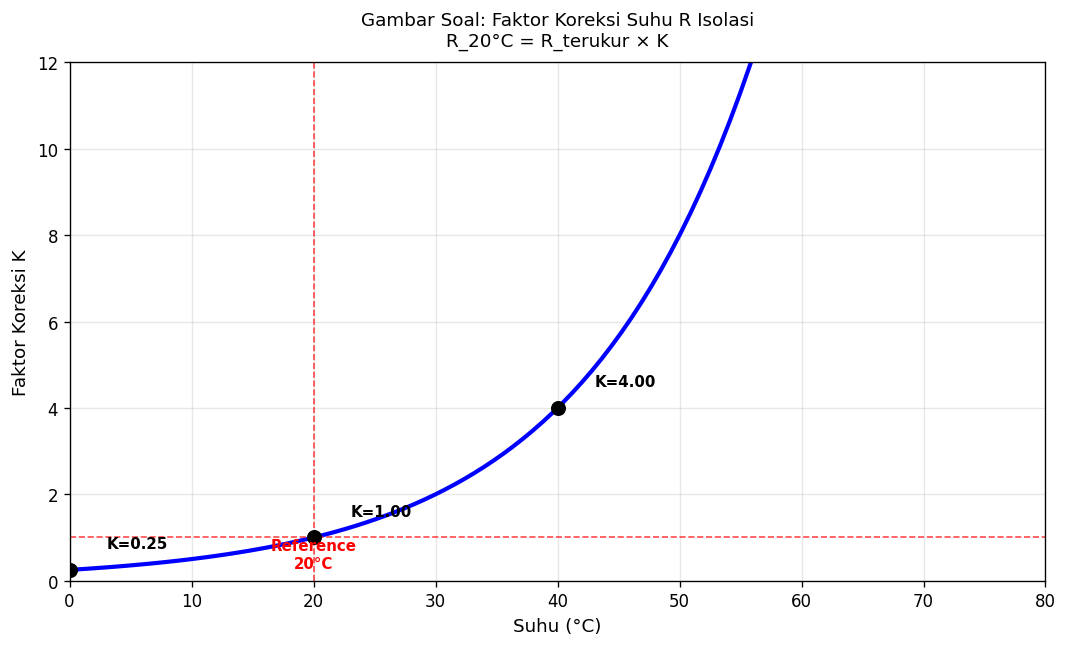 Gambar Soal: Faktor Koreksi Suhu R Isolasi
R_20°C = R_terukur × K
12
10
8
6
4
2
0
Faktor Koreksi K
K=4.00
K=1.00
K=0.25
Reference
20°C
0 10 20 30 40 50 60 70 80
Suhu (°C)